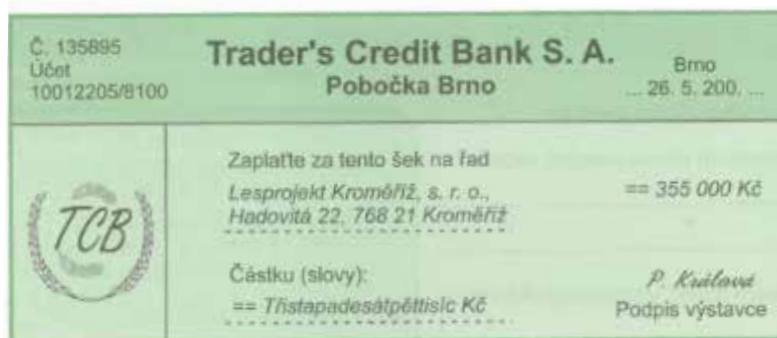 Č. 135895
Účet
10012205/8100
Trader's Credit Bank S. A.
Pobočka Brno
Brno
... 26. 5. 200. ...
TCB
Zaplaťte za tento šek na řad
Lesprojekt Kroměříž, s. r. o.,
Hadovitá 22, 768 21 Kroměříž
== 355 000 Kč
Částku (slovy):
== Třistapadesátpěttisíc Kč
P. Králová
Podpis výstavce